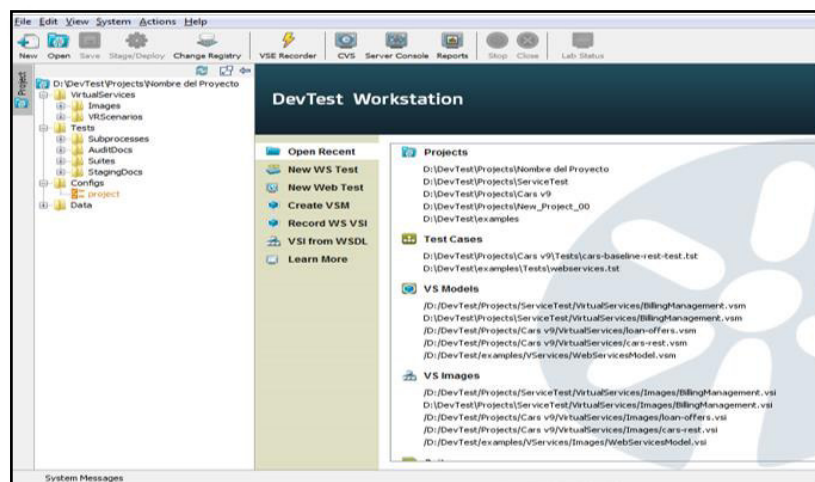 File Edit View System Actions Help
New Open Save Stage/Deploy Change Registry VSE Recorder CVS Server Console Reports Stop Close Lab Status
Project
D:\DevTest\Projects\Nombre del Proyecto
VirtualServices
Images
VRScenarios
Tests
Subprocesses
AuditDocs
Suites
StagingDocs
Configs
project
Data
DevTest Workstation
Open Recent
New WS Test
New Web Test
Create VSM
Record WS VSI
VSI from WSDL
Learn More
Projects
D:\DevTest\Projects\Nombre del Proyecto
D:\DevTest\Projects\ServiceTest
D:\DevTest\Projects\Cars v9
D:\DevTest\Projects\New_Project_00
D:\DevTest\examples
Test Cases
D:\DevTest\Projects\Cars v9\Tests\cars-baseline-rest-test.tst
D:\DevTest\examples\Tests\webservices.tst
VS Models
/D:/DevTest/Projects/ServiceTest/VirtualServices/BillingManagement.vsm
D:\DevTest\Projects\ServiceTest/VirtualServices/BillingManagement.vsm
/D:/DevTest/Projects/Cars v9/VirtualServices/loan-offers.vsm
/D:/DevTest/Projects/Cars v9/VirtualServices/cars-rest.vsm
/D:/DevTest/examples/VServices/WebServicesModel.vsm
VS Images
/D:/DevTest/Projects/ServiceTest/VirtualServices/Images/BillingManagement.vsi
D:\DevTest\Projects\ServiceTest/VirtualServices/Images/BillingManagement.vsi
/D:/DevTest/Projects/Cars v9/VirtualServices/Images/loan-offers.vsi
/D:/DevTest/Projects/Cars v9/VirtualServices/Images/cars-rest.vsi
/D:/DevTest/examples/VServices/Images/WebServicesModel.vsi
System Messages